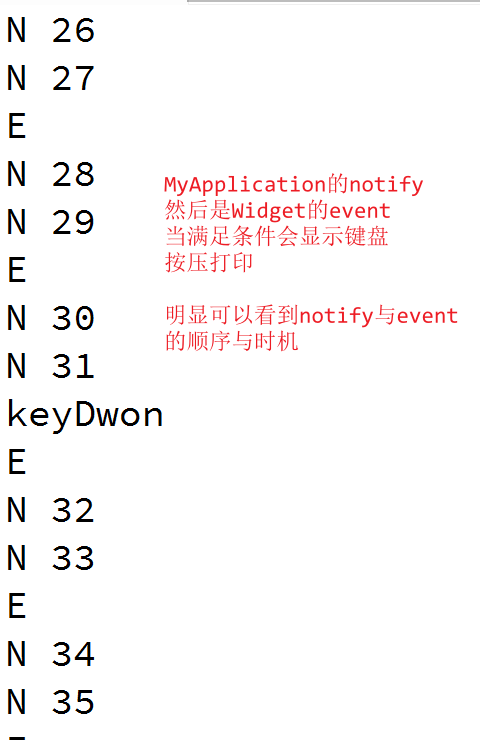 N 26
N 27
E
N 28
N 29
E
N 30
N 31
keyDwon
E
N 32
N 33
E
N 34
N 35
MyApplication的notify
然后是Widget的event
当满足条件会显示键盘
按压打印
明显可以看到notify与event
的顺序与时机